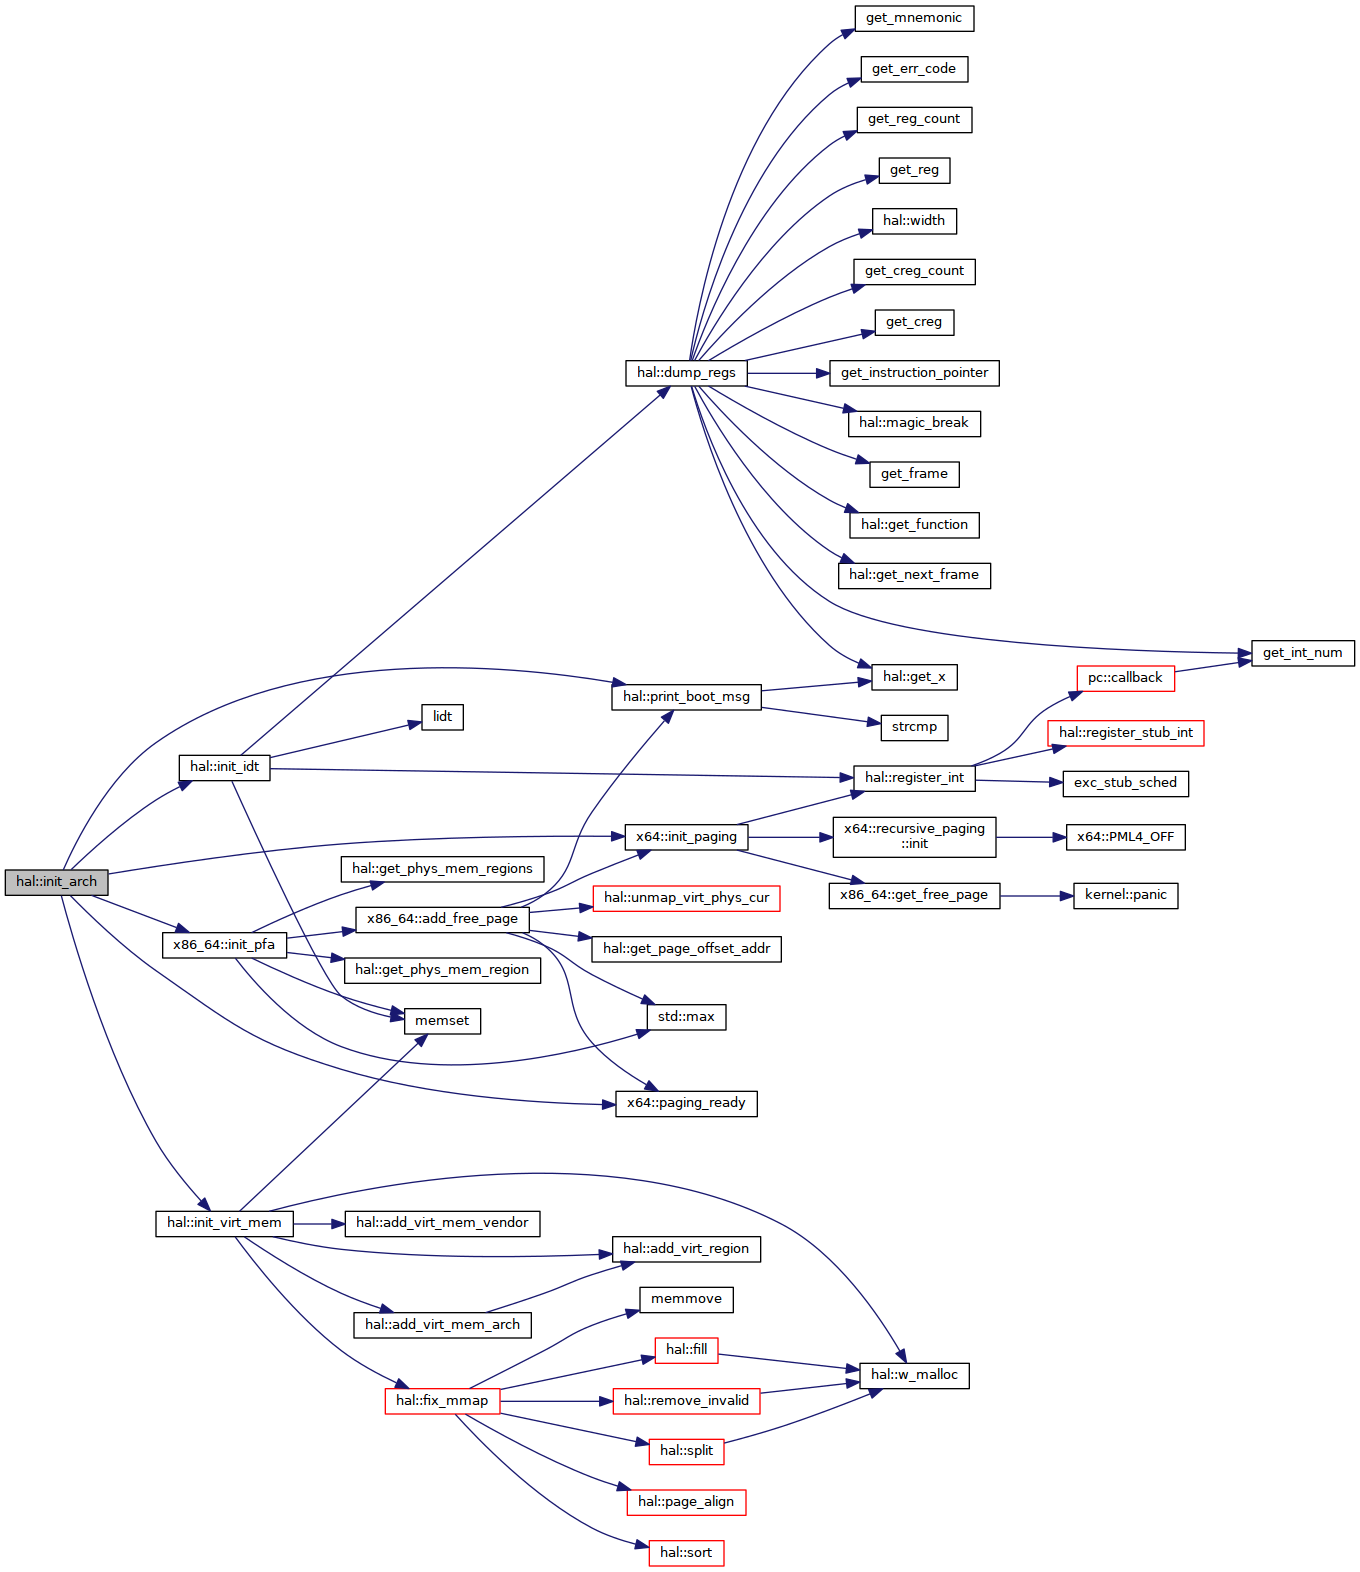 get_mnemonic
get_err_code
get_reg_count
get_reg
hal::width
get_creg_count
get_creg
hal::dump_regs
get_instruction_pointer
hal::magic_break
get_frame
hal::get_function
hal::get_next_frame
get_int_num
hal::get_x
pc::callback
hal::print_boot_msg
lidt
strcmp
hal::register_stub_int
hal::init_idt
hal::register_int
exc_stub_sched
x64::init_paging
x64::recursive_paging
::init
x64::PML4_OFF
hal::get_phys_mem_regions
hal::init_arch
hal::unmap_virt_phys_cur
x86_64::get_free_page
kernel::panic
x86_64::add_free_page
x86_64::init_pfa
hal::get_page_offset_addr
hal::get_phys_mem_region
memset
std::max
x64::paging_ready
hal::init_virt_mem
hal::add_virt_mem_vendor
hal::add_virt_region
memmove
hal::add_virt_mem_arch
hal::fill
hal::w_malloc
hal::fix_mmap
hal::remove_invalid
hal::split
hal::page_align
hal::sort